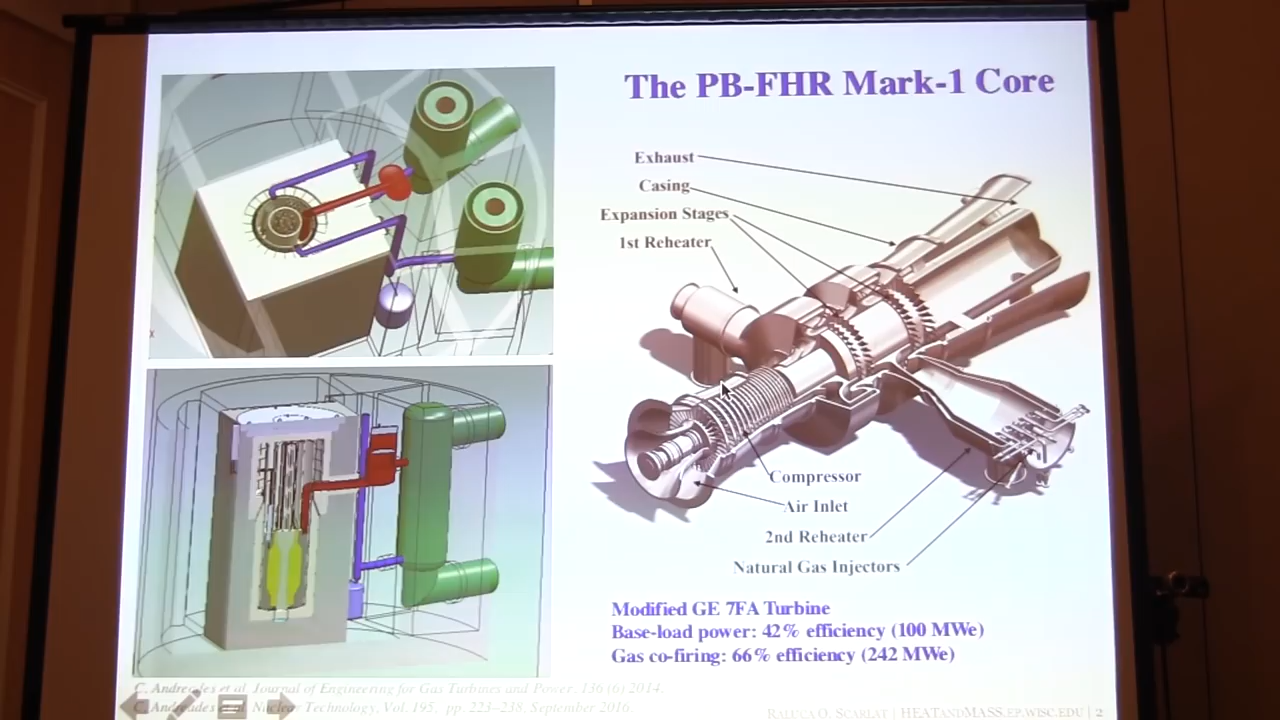 The PB-FHR Mark-1 Core
Exhaust
Casing
Expansion Stages
1st Reheater
Compressor
Air Inlet
2nd Reheater
Natural Gas Injectors
Modified GE 7FA Turbine
Base-load power: 42% efficiency (100 MWe)
Gas co-firing: 66% efficiency (242 MWe)
C. Andreades et al. Journal of Engineering for Gas Turbines and Power, 136 (6) 2014.
C. Andreades et al. Nuclear Technology, Vol. 195, pp. 223–238, September 2016.
RALUCA O. SCARLAT | HEATANDMASS.EP.WISC.EDU | 2